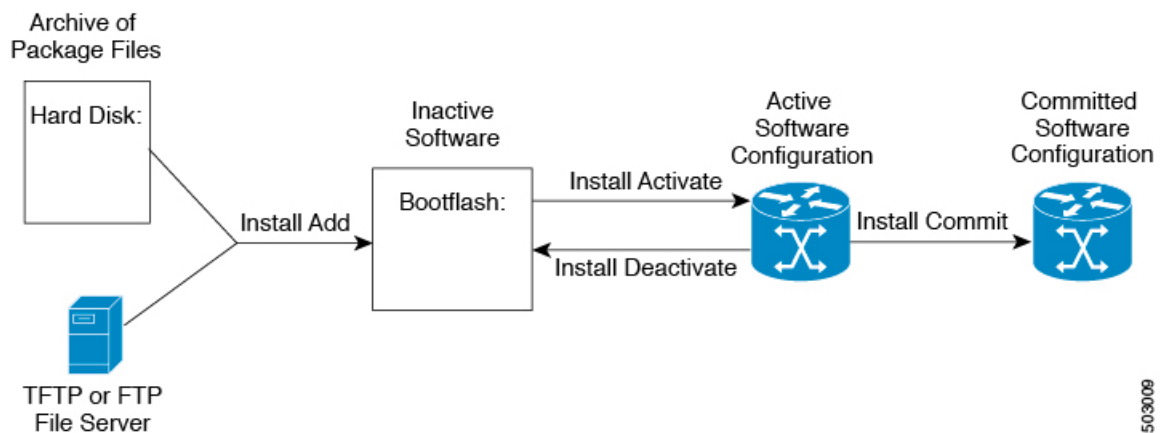 Archive of
Package Files
Hard Disk:
Inactive
Software
Bootflash:
Active
Software
Configuration
Committed
Software
Configuration
Install Add
Install Activate
Install Deactivate
Install Commit
TFTP or FTP
File Server
503009